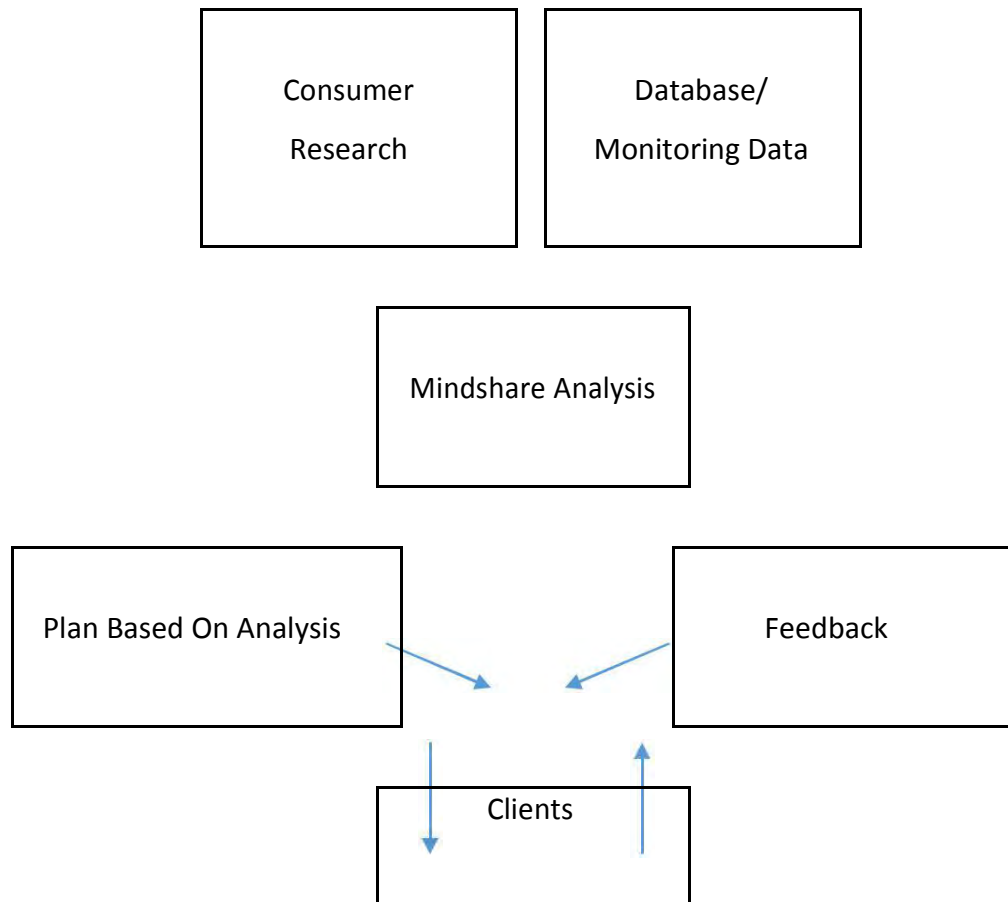 Consumer
Research
Database/
Monitoring Data
Mindshare Analysis
Plan Based On Analysis
Feedback
Clients